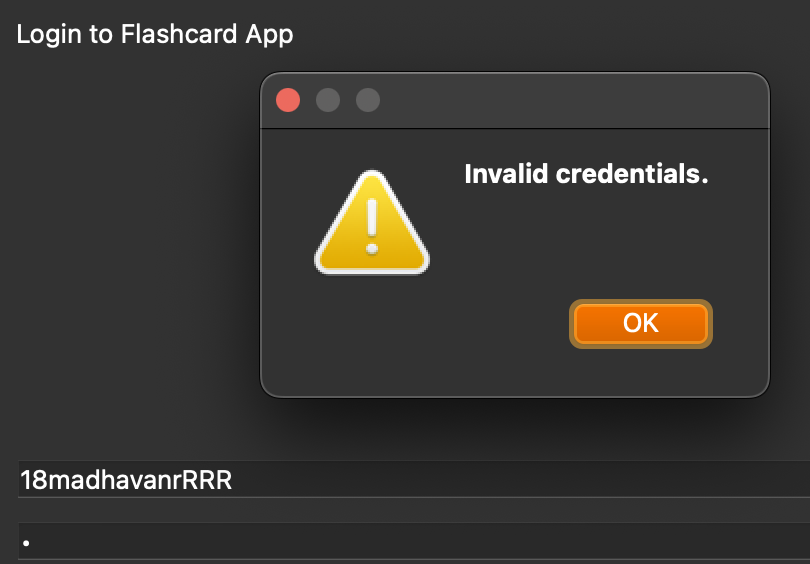 Login to Flashcard App
Invalid credentials.
OK
18madhavanrRRR
•